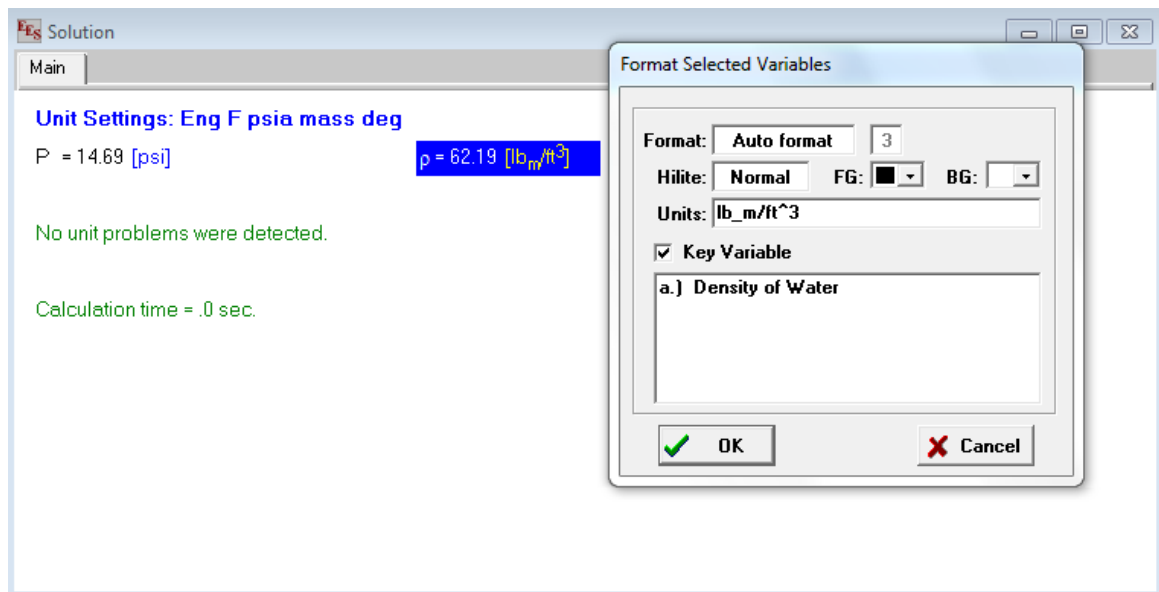 EES Solution
Main
Unit Settings: Eng F psia mass deg
P = 14.69 [psi]
ρ = 62.19 [lbm/ft³]
No unit problems were detected.
Calculation time = .0 sec.
Format Selected Variables
Format: Auto format 3
Hilite: Normal FG: BG:
Units: lb_m/ft^3
Key Variable
a.) Density of Water
OK Cancel